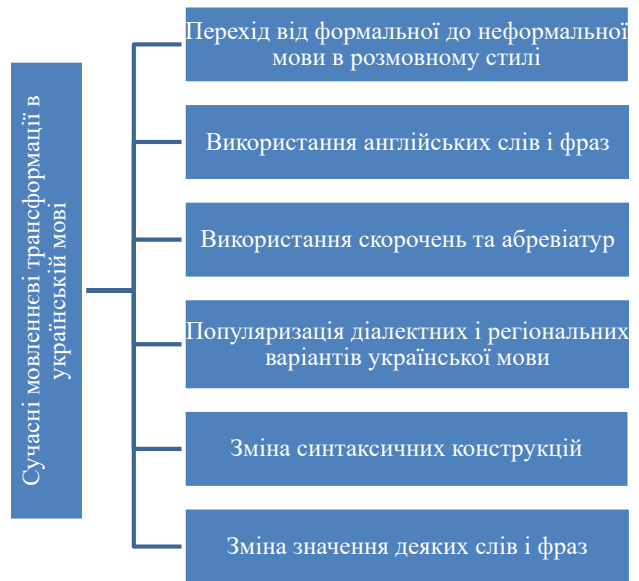 Сучасні мовленнєві трансформації в
українській мові
Перехід від формальної до неформальної
мови в розмовному стилі
Використання англійських слів і фраз
Використання скорочень та абревіатур
Популяризація діалектних і регіональних
варіантів української мови
Зміна синтаксичних конструкцій
Зміна значення деяких слів і фраз